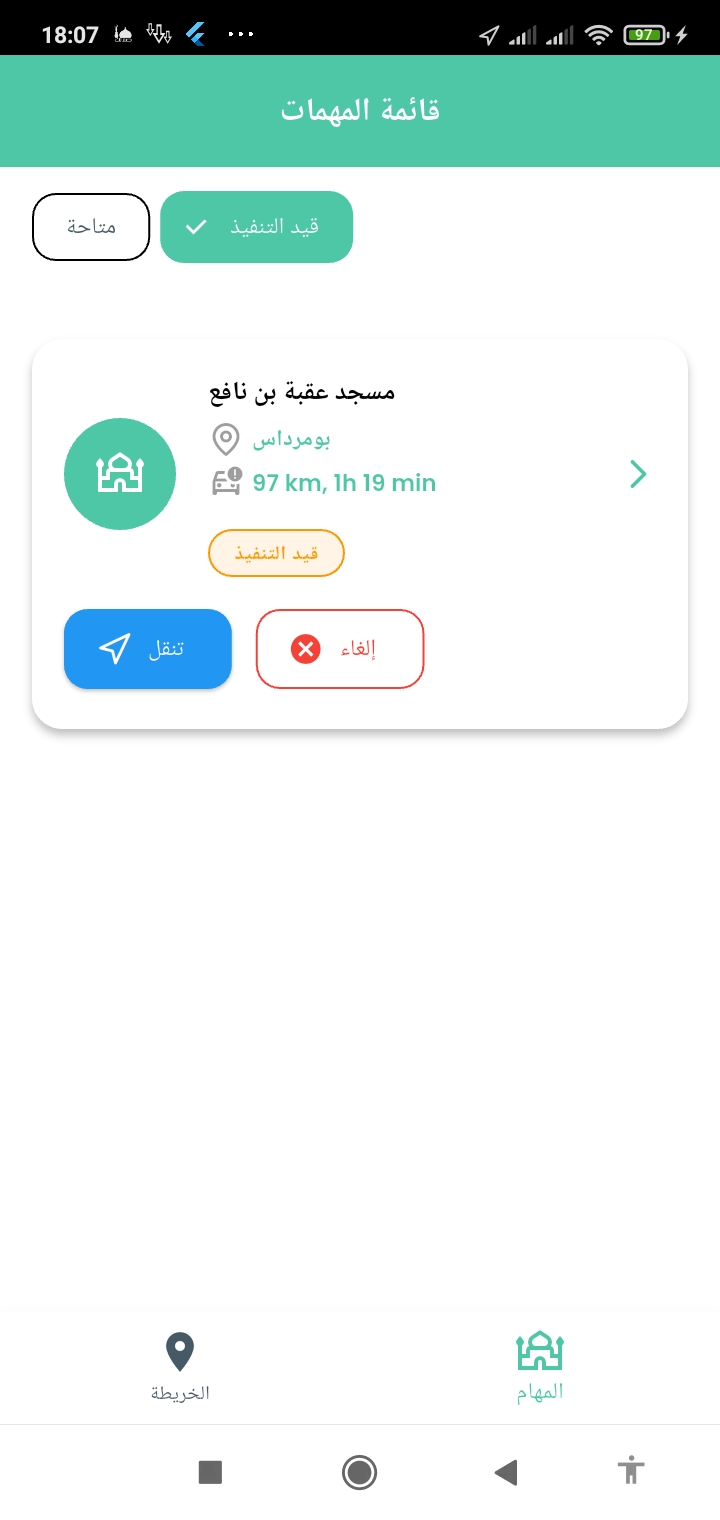 18:07
97
قائمة المهمات
قيد التنفيذ
متاحة
مسجد عقبة بن نافع
بومرداس
97 km, 1h 19 min
قيد التنفيذ
تنقل
إلغاء
الخريطة
المهام